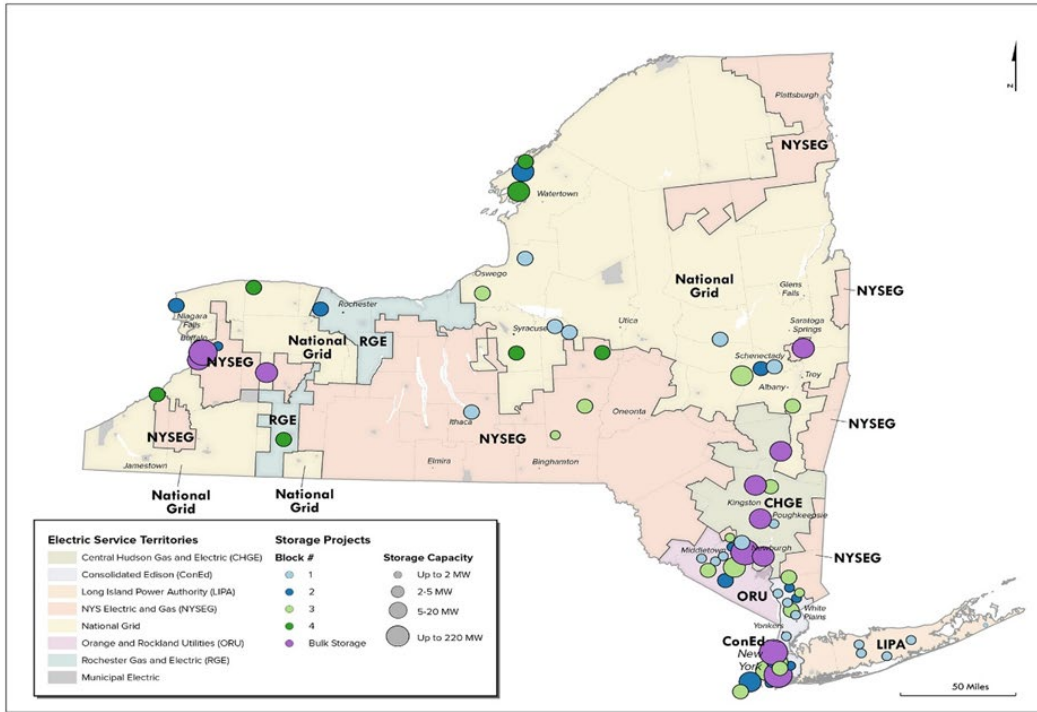 N
Plattsburgh
NYSEG
Watertown
Oswego
National
Grid
Glens
Falls
NYSEG
Rochester
Niagara
Falls
Buffalo
Syracuse
Utica
Saratoga
Springs
RGE
National
Grid
NYSEG
Schenectady
Troy
Albany
NYSEG
RGE
Ithaca
NYSEG
Oneonta
NYSEG
Jamestown
Elmira
Binghamton
National
Grid
National
Grid
Kingston
CHGE
Poughkeepsie
Middletown
NYSEG
ORU
White
Plains
Yonkers
ConEd
New
York
LIPA
50 Miles
Electric Service Territories
Central Hudson Gas and Electric (CHGE)
Consolidated Edison (ConEd)
Long Island Power Authority (LIPA)
NYS Electric and Gas (NYSEG)
National Grid
Orange and Rockland Utilities (ORU)
Rochester Gas and Electric (RGE)
Municipal Electric
Storage Projects
Block #
1
2
3
4
Bulk Storage
Storage Capacity
Up to 2 MW
2-5 MW
5-20 MW
Up to 220 MW